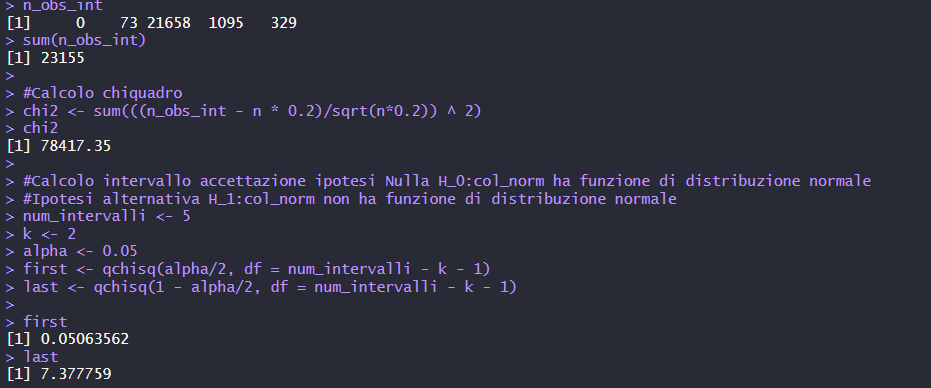 > n_obs_int
[1]     0    73 21658  1095   329
> sum(n_obs_int)
[1] 23155
>
> #Calcolo chiquadro
> chi2 <- sum(((n_obs_int - n * 0.2)/sqrt(n*0.2)) ^ 2)
> chi2
[1] 78417.35
>
> #Calcolo intervallo accettazione ipotesi Nulla H_0:col_norm ha funzione di distribuzione normale
> #Ipotesi alternativa H_1:col_norm non ha funzione di distribuzione normale
> num_intervalli <- 5
> k <- 2
> alpha <- 0.05
> first <- qchisq(alpha/2, df = num_intervalli - k - 1)
> last <- qchisq(1 - alpha/2, df = num_intervalli - k - 1)
>
> first
[1] 0.05063562
> last
[1] 7.377759